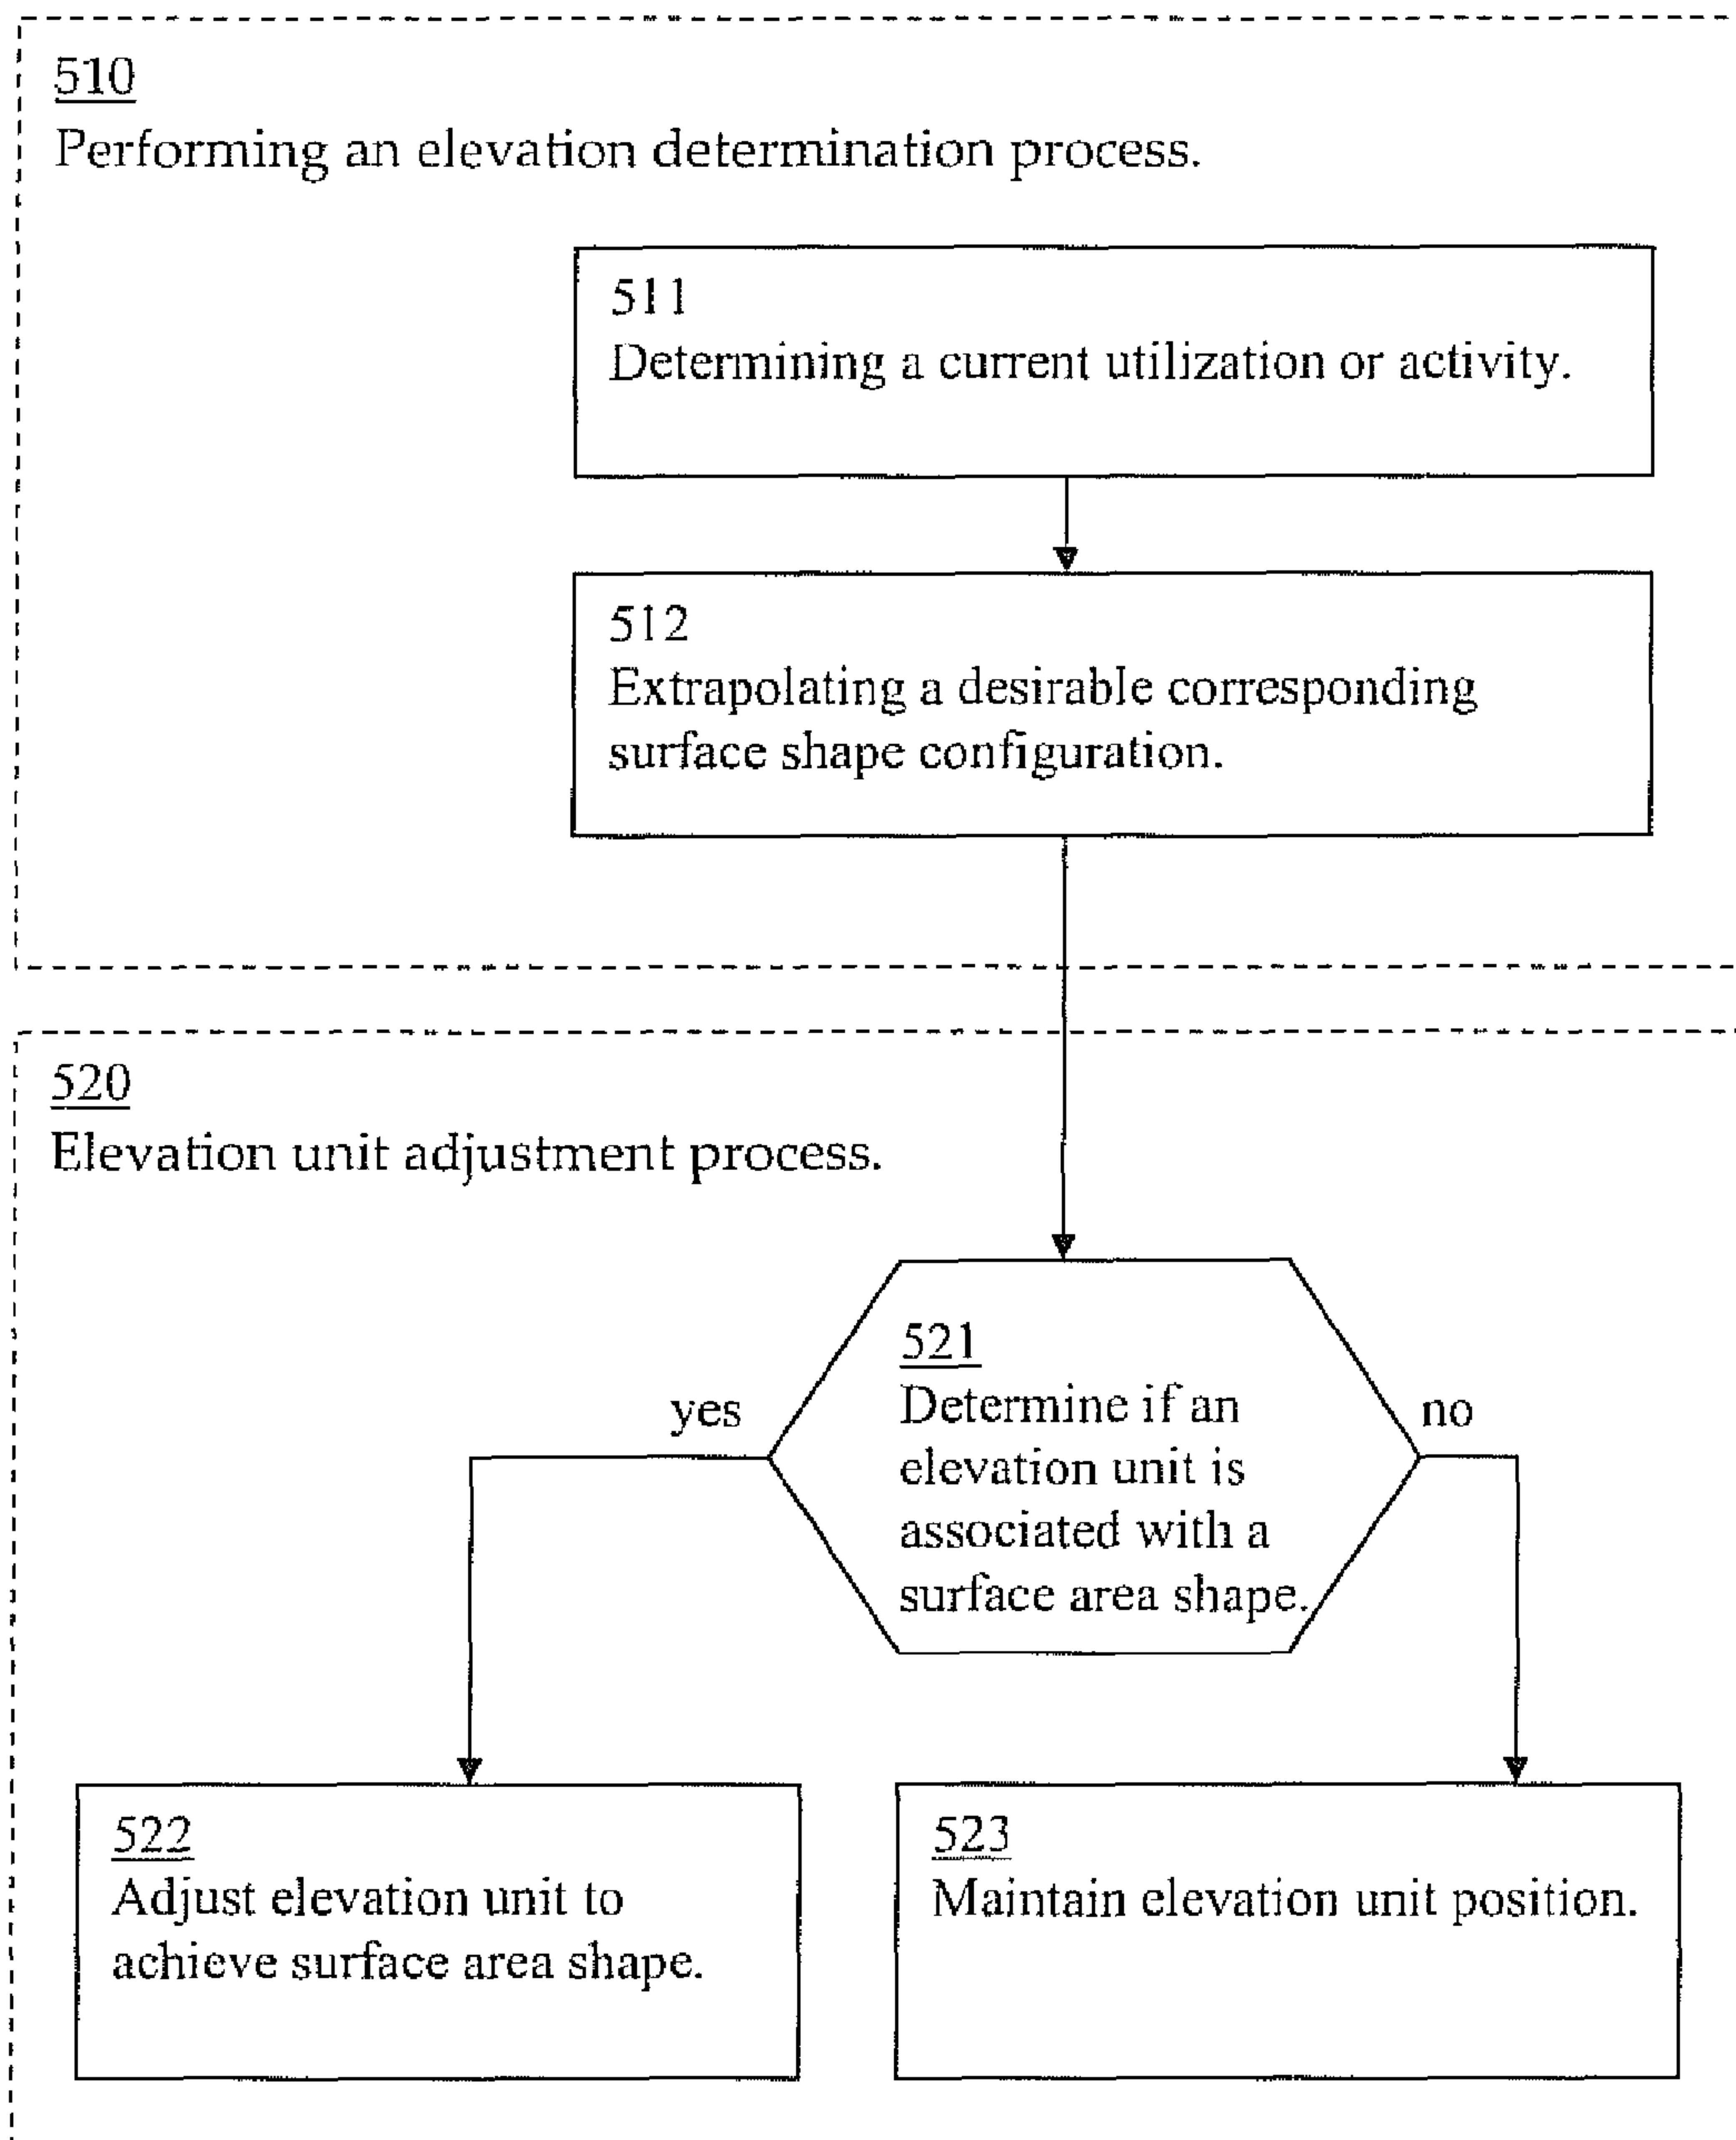 510
Performing an elevation determination process.
511
Determining a current utilization or activity.
512
Extrapolating a desirable corresponding
surface shape configuration.
520
Elevation unit adjustment process.
521
Determine if an
elevation unit is
associated with a
surface area shape.
yes
no
522
Adjust elevation unit to
achieve surface area shape.
523
Maintain elevation unit position.